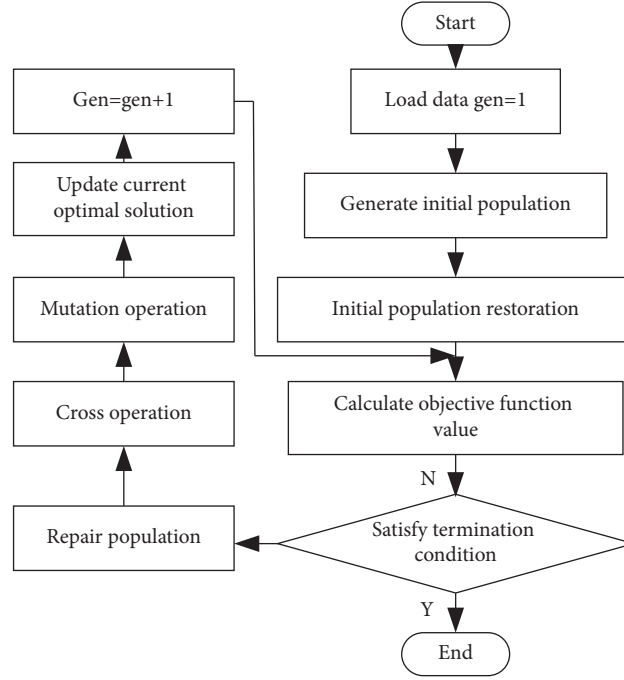 Start
Load data gen=1
Generate initial population
Initial population restoration
Calculate objective function
value
N
Satisfy termination
condition
Y
End
Repair population
Cross operation
Mutation operation
Update current
optimal solution
Gen=gen+1